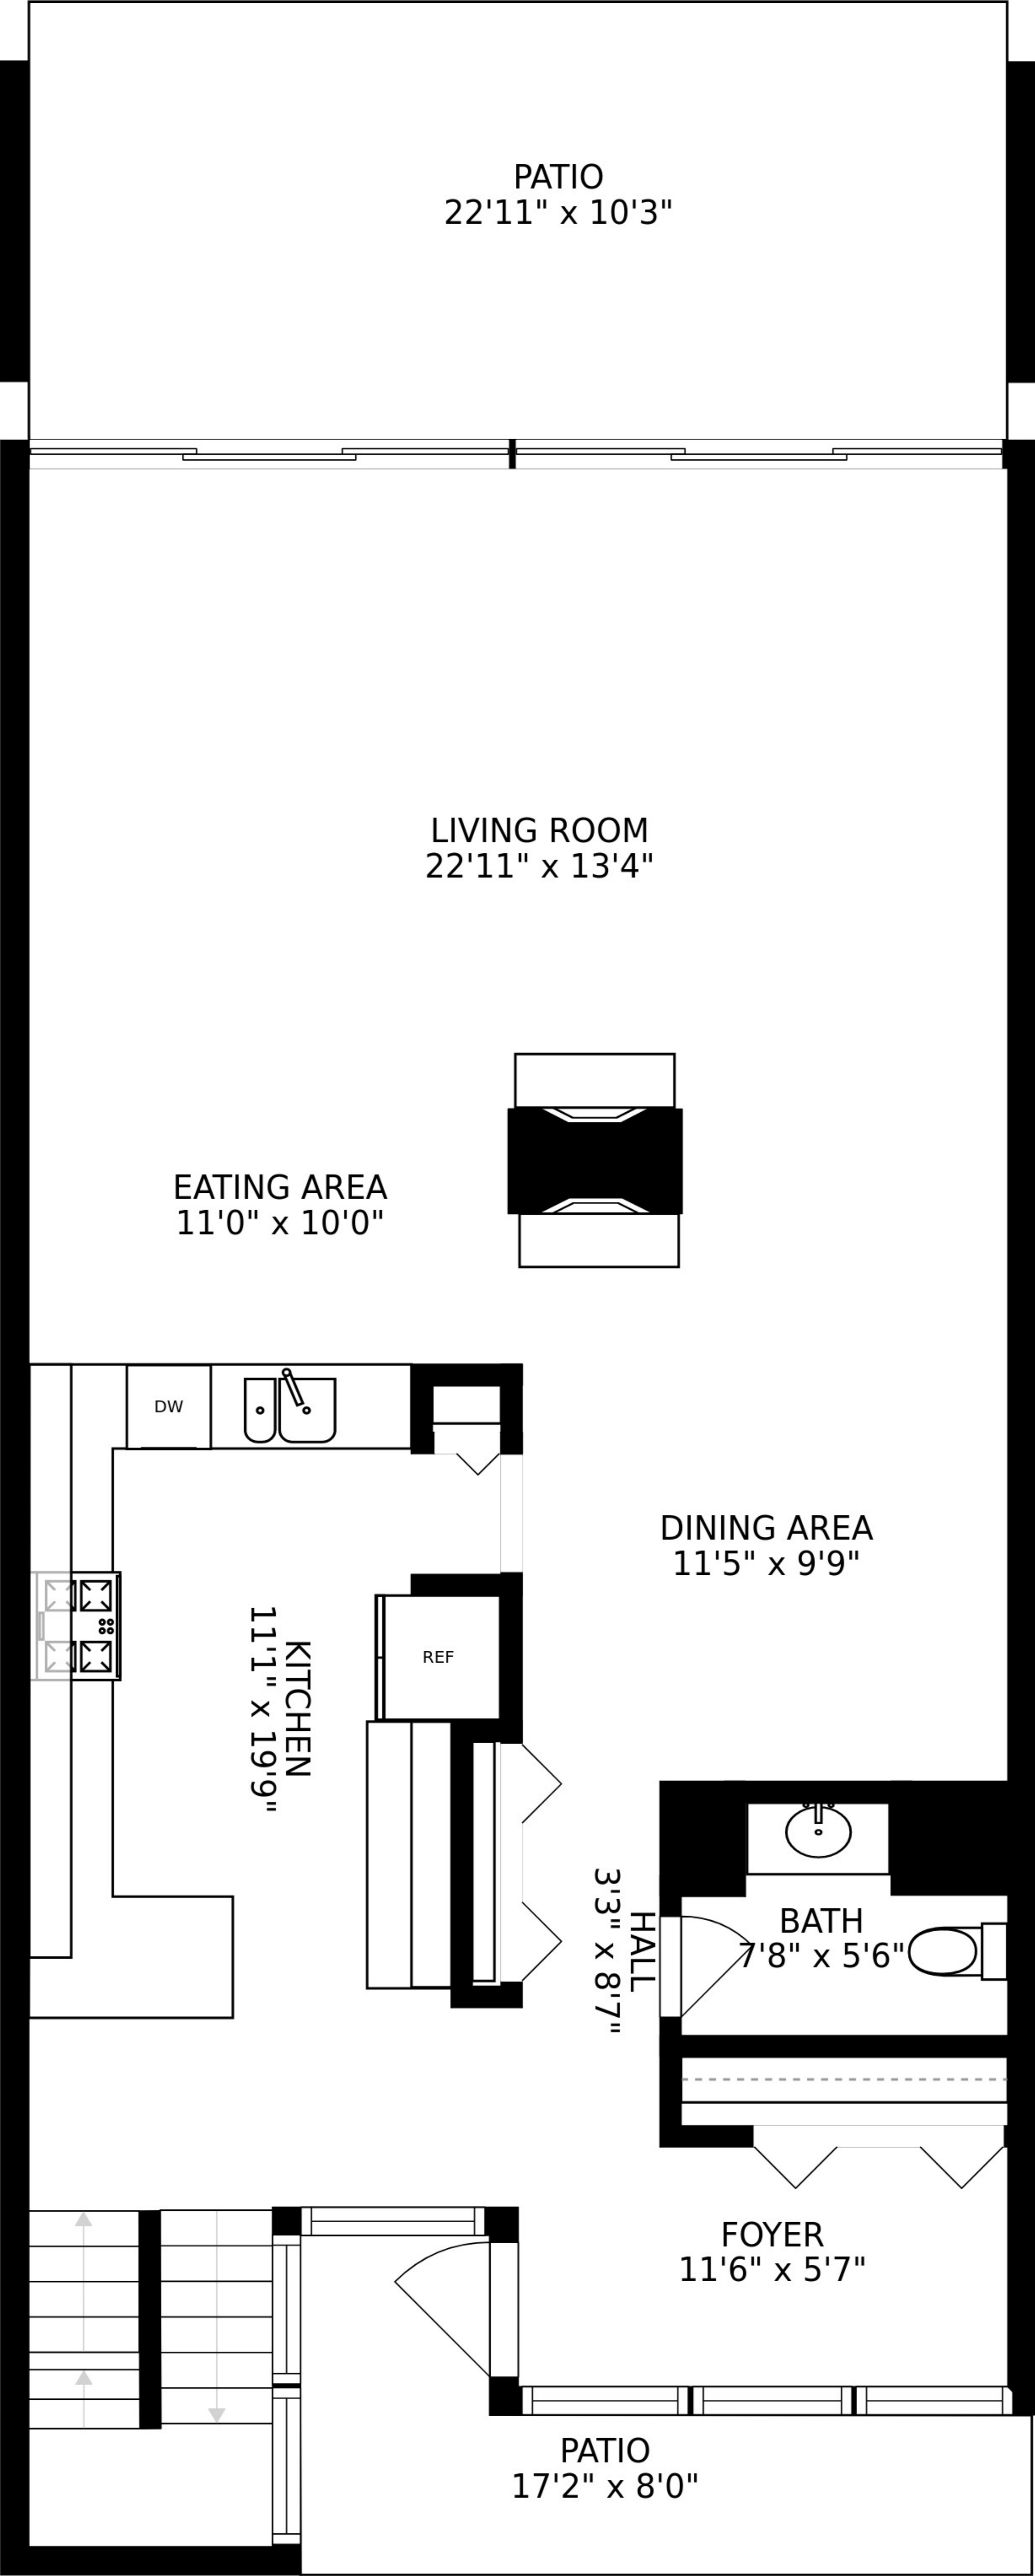 PATIO
22'11" x 10'3"
LIVING ROOM
22'11" x 13'4"
EATING AREA
11'0" x 10'0"
DW
DINING AREA
11'5" x 9'9"
REF
KITCHEN
11'1" x 19'9"
HALL
3'3" x 8'7"
BATH
7'8" x 5'6"
FOYER
11'6" x 5'7"
PATIO
17'2" x 8'0"